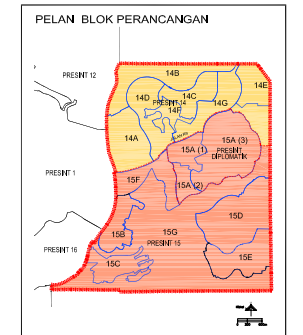 PELAN BLOK PERANCANGAN
PRESINT 12
14B
14E
14D
14C
PRESINT 14
14F
14G
14A
15A (3)
15A (1)
PRESINT
DIPLOMATIK
PRESINT 1
15F
15A (2)
15D
15B
15G
PRESINT 15
PRESINT 16
15E
15C